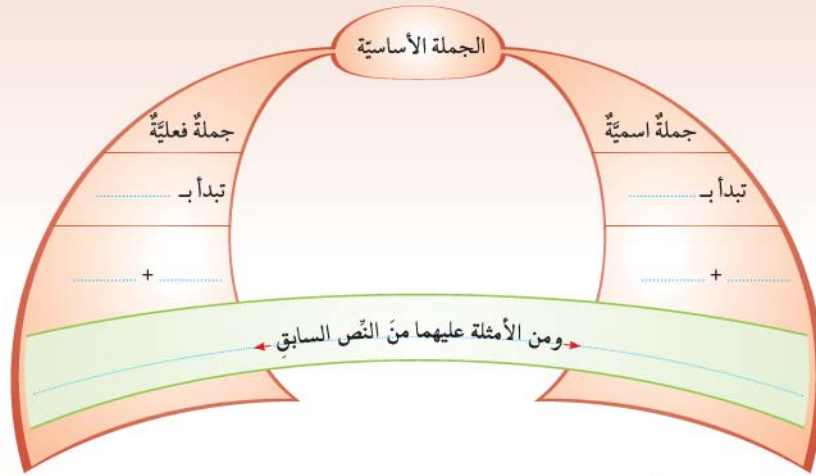 الجملة الأساسيّة
جملةٌ اسميَّةٌ
تبدأ بـ ..............
.............. + ..............
جملةٌ فعليَّةٌ
تبدأ بـ ..............
.............. + ..............
ومن الأمثلة عليهما منَ النِّص السابقِ